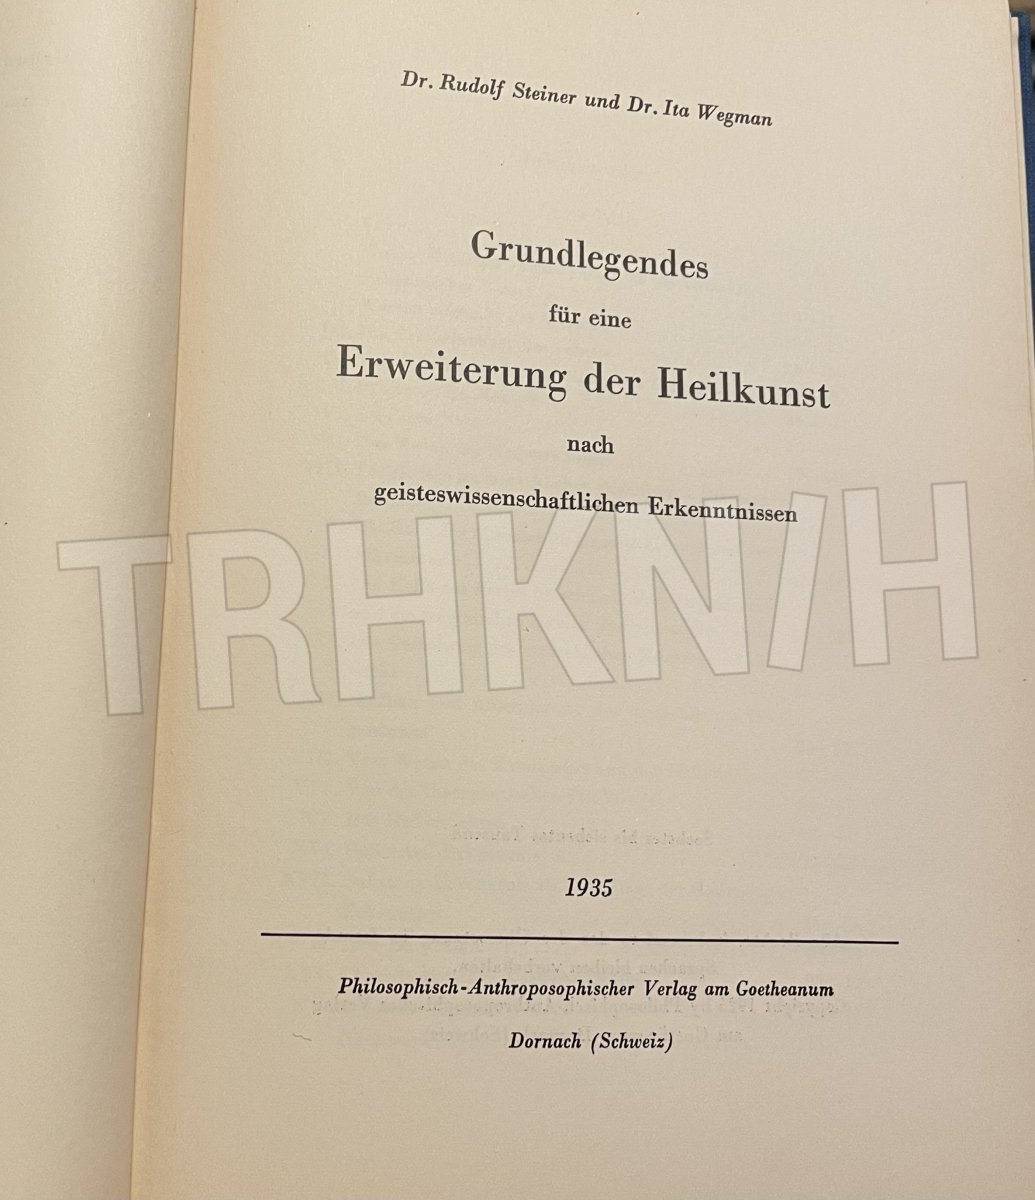 Dr. Rudolf Steiner und Dr. Ita Wegman
Grundlegendes
für eine
Erweiterung der Heilkunst
nach
geisteswissenschaftlichen Erkenntnissen
TRHKN/H
1935
Philosophisch-Anthroposophischer Verlag am Goetheanum
Dornach (Schweiz)